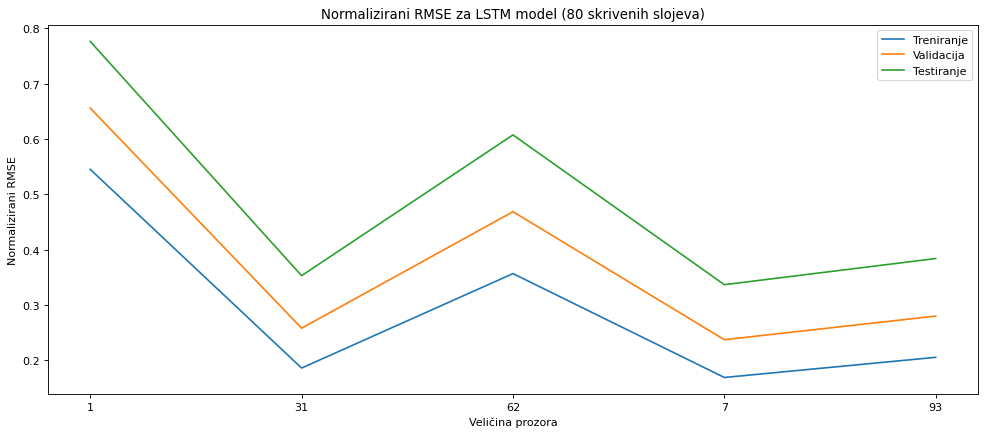 Normalizirani RMSE za LSTM model (80 skrivenih slojeva)
Treniranje
Validacija
Testiranje
Normalizirani RMSE
0.8
0.7
0.6
0.5
0.4
0.3
0.2
1 31 62 7 93
Veličina prozora